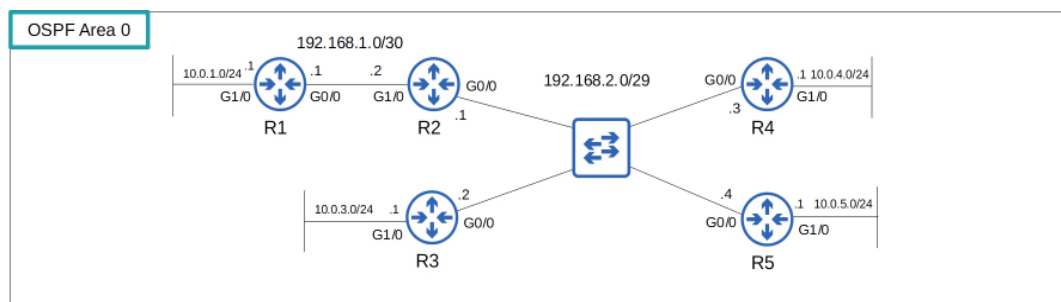 OSPF Area 0
192.168.1.0/30
10.0.1.0/24 .1
.1
.2
G1/0
G0/0
G1/0
G0/0
R1
R2
.1
192.168.2.0/29
G0/0
.1 10.0.4.0/24
G1/0
.3
R4
10.0.3.0/24 .1
.2
G1/0
G0/0
R3
.4
.1 10.0.5.0/24
G0/0
G1/0
R5